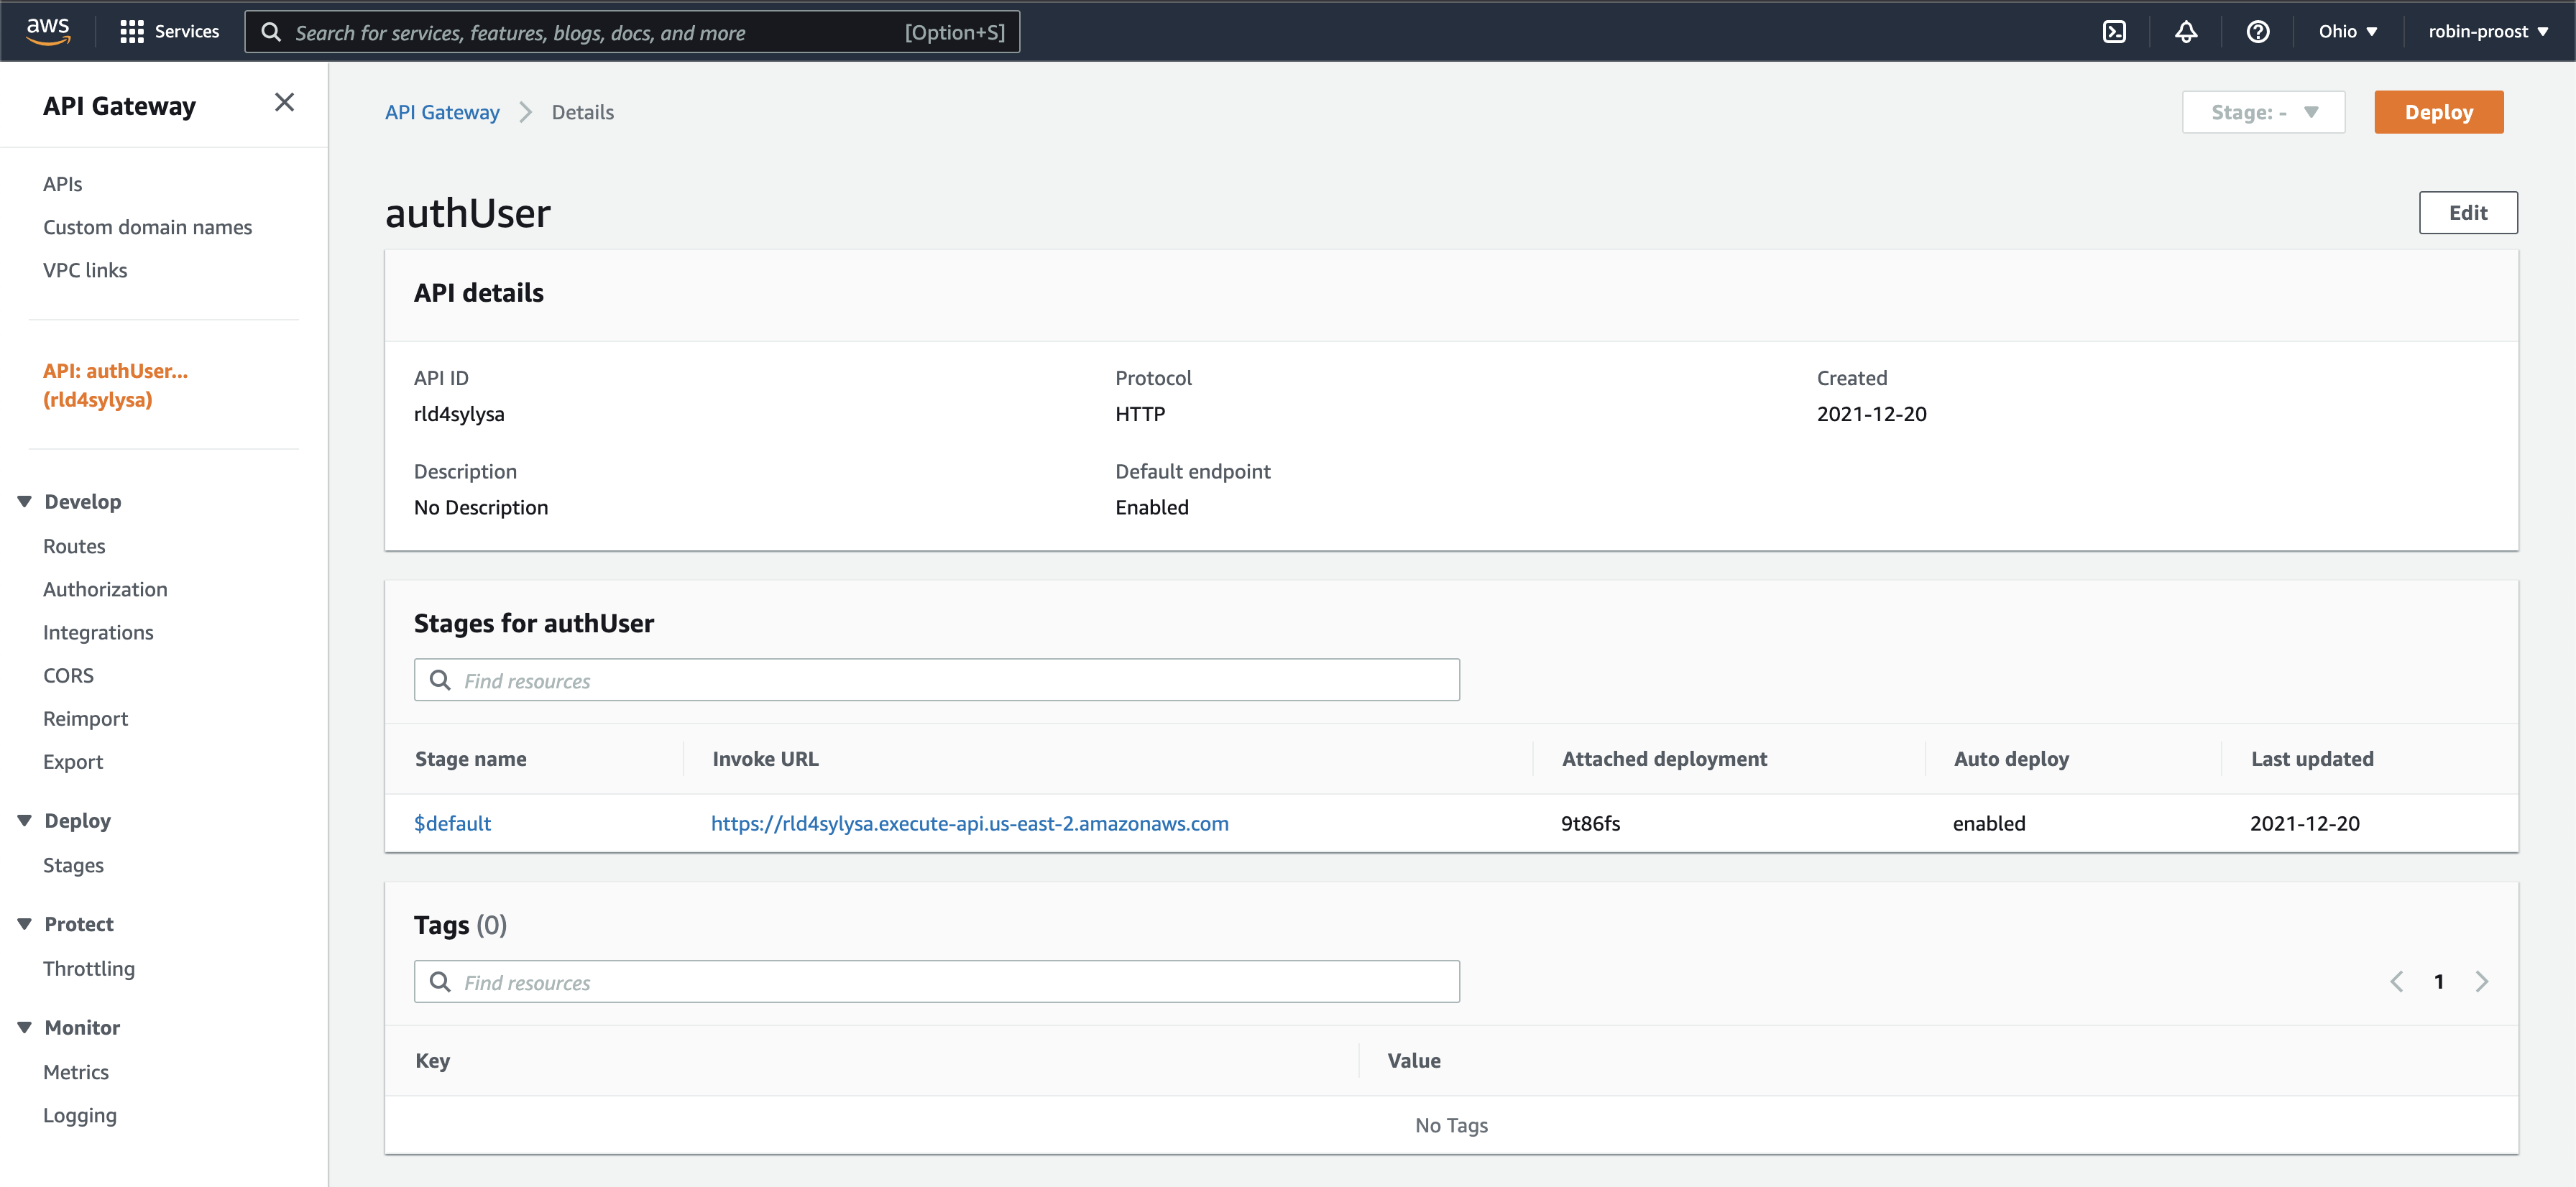 aws
Services
Search for services, features, blogs, docs, and more
[Option+S]
Ohio
robin-proost
API Gateway
APIs
Custom domain names
VPC links
API: authUser...
(rld4sylysa)
Develop
Routes
Authorization
Integrations
CORS
Reimport
Export
Deploy
Stages
Protect
Throttling
Monitor
Metrics
Logging
API Gateway
Details
Stage: -
Deploy
authUser
Edit
API details
API ID
rld4sylysa
Protocol
HTTP
Created
2021-12-20
Description
No Description
Default endpoint
Enabled
Stages for authUser
Find resources
Stage name
Invoke URL
Attached deployment
Auto deploy
Last updated
$default
https://rld4sylysa.execute-api.us-east-2.amazonaws.com
9t86fs
enabled
2021-12-20
Tags (0)
Find resources
1
Key
Value
No Tags